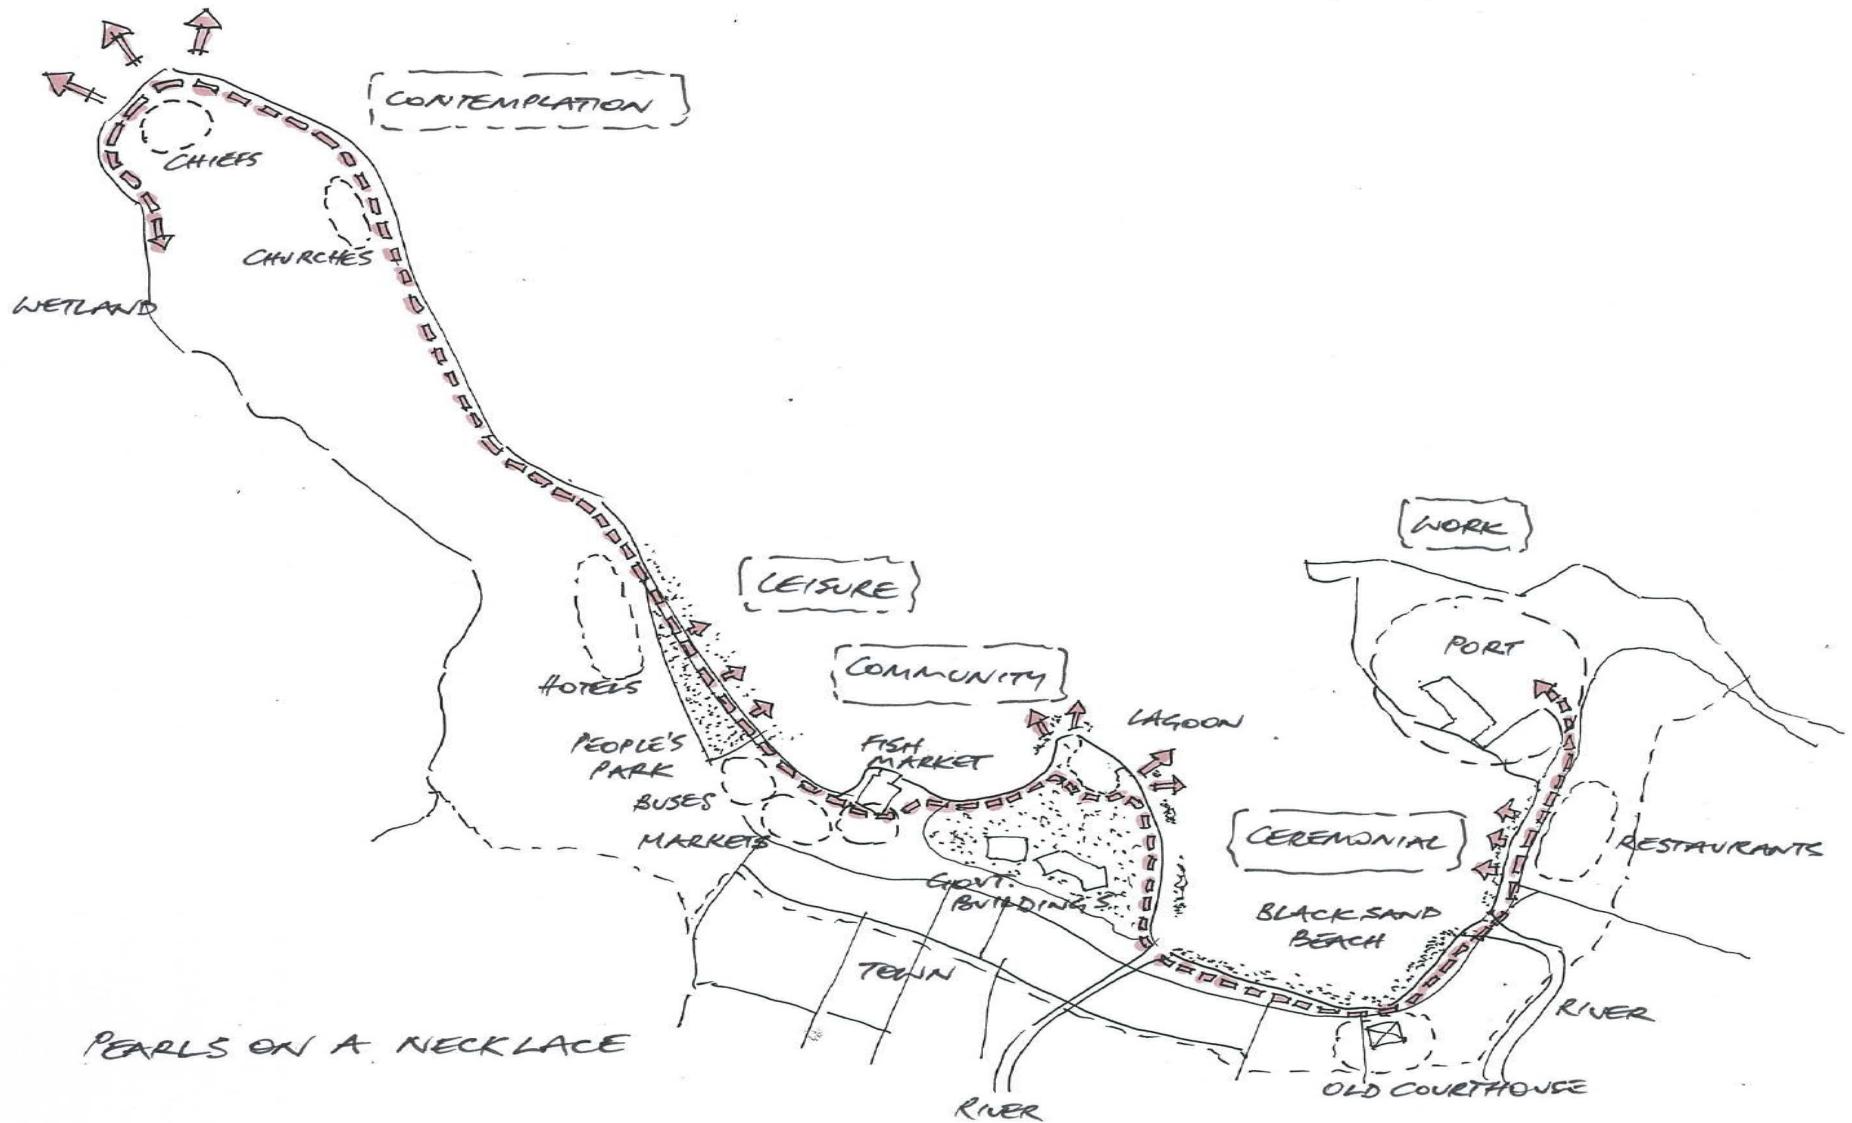 CONTEMPLATION
CHIEFS
CHURCHES
WETLAND
WORK
LEISURE
PORT
COMMUNITY
HOTELS
LAGOON
PEOPLE'S
PARK
FISH
MARKET
BUSES
MARKETS
CEREMONIAL
RESTAURANTS
GOVT.
BUILDINGS
BLACK SAND
BEACH
TOWN
RIVER
PEARLS ON A NECKLACE
OLD COURTHOUSE
RIVER